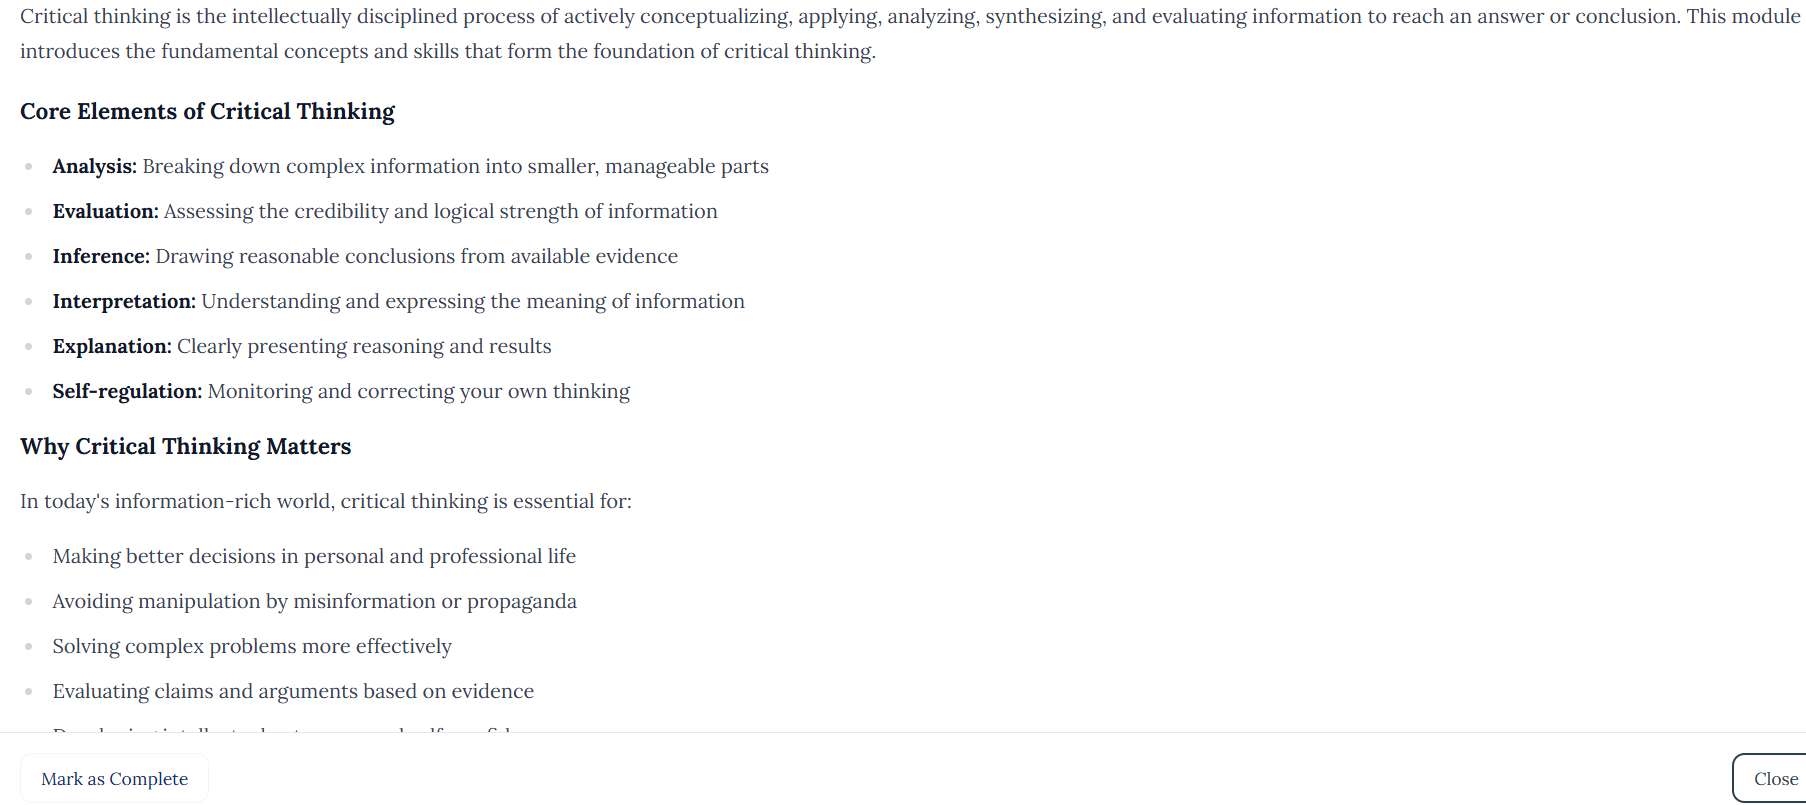 Critical thinking is the intellectually disciplined process of actively conceptualizing, applying, analyzing, synthesizing, and evaluating information to reach an answer or conclusion. This module
introduces the fundamental concepts and skills that form the foundation of critical thinking.
Core Elements of Critical Thinking
Analysis: Breaking down complex information into smaller, manageable parts
Evaluation: Assessing the credibility and logical strength of information
Inference: Drawing reasonable conclusions from available evidence
Interpretation: Understanding and expressing the meaning of information
Explanation: Clearly presenting reasoning and results
Self-regulation: Monitoring and correcting your own thinking
Why Critical Thinking Matters
In today's information-rich world, critical thinking is essential for:
Making better decisions in personal and professional life
Avoiding manipulation by misinformation or propaganda
Solving complex problems more effectively
Evaluating claims and arguments based on evidence
Mark as Complete
Close